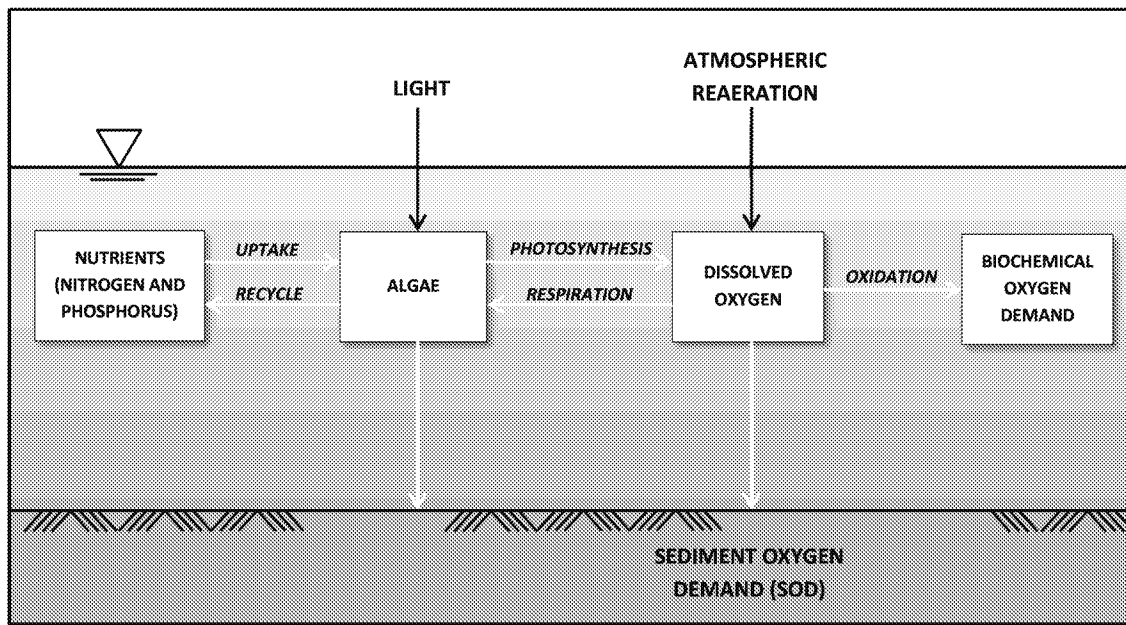 LIGHT
ATMOSPHERIC
REAERATION
NUTRIENTS
(NITROGEN AND
PHOSPHORUS)
UPTAKE
RECYCLE
ALGAE
PHOTOSYNTHESIS
RESPIRATION
DISSOLVED
OXYGEN
OXIDATION
BIOCHEMICAL
OXYGEN
DEMAND
SEDIMENT OXYGEN
DEMAND (SOD)